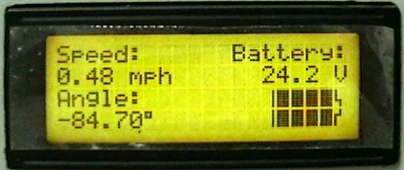 Speed: Battery:
0.48 mph 24.2 V
Angle:
-84.70°